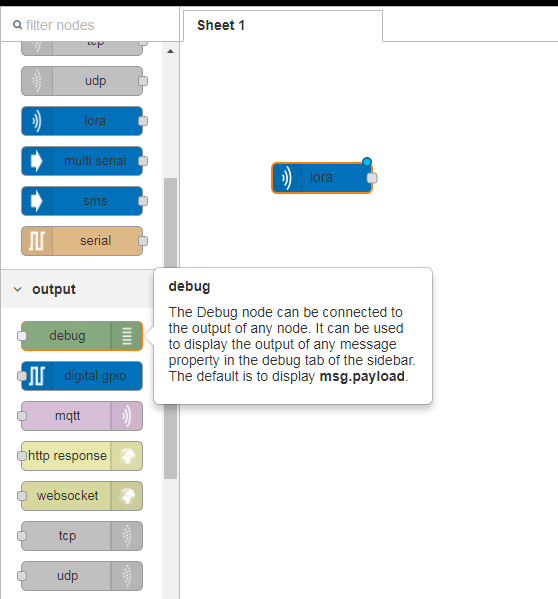 filter nodes
Sheet 1
tcp
udp
lora
multi serial
sms
serial
output
debug
digital gpio
mqtt
http response
websocket
tcp
udp
lora
debug
The Debug node can be connected to
the output of any node. It can be used
to display the output of any message
property in the debug tab of the sidebar.
The default is to display msg.payload.